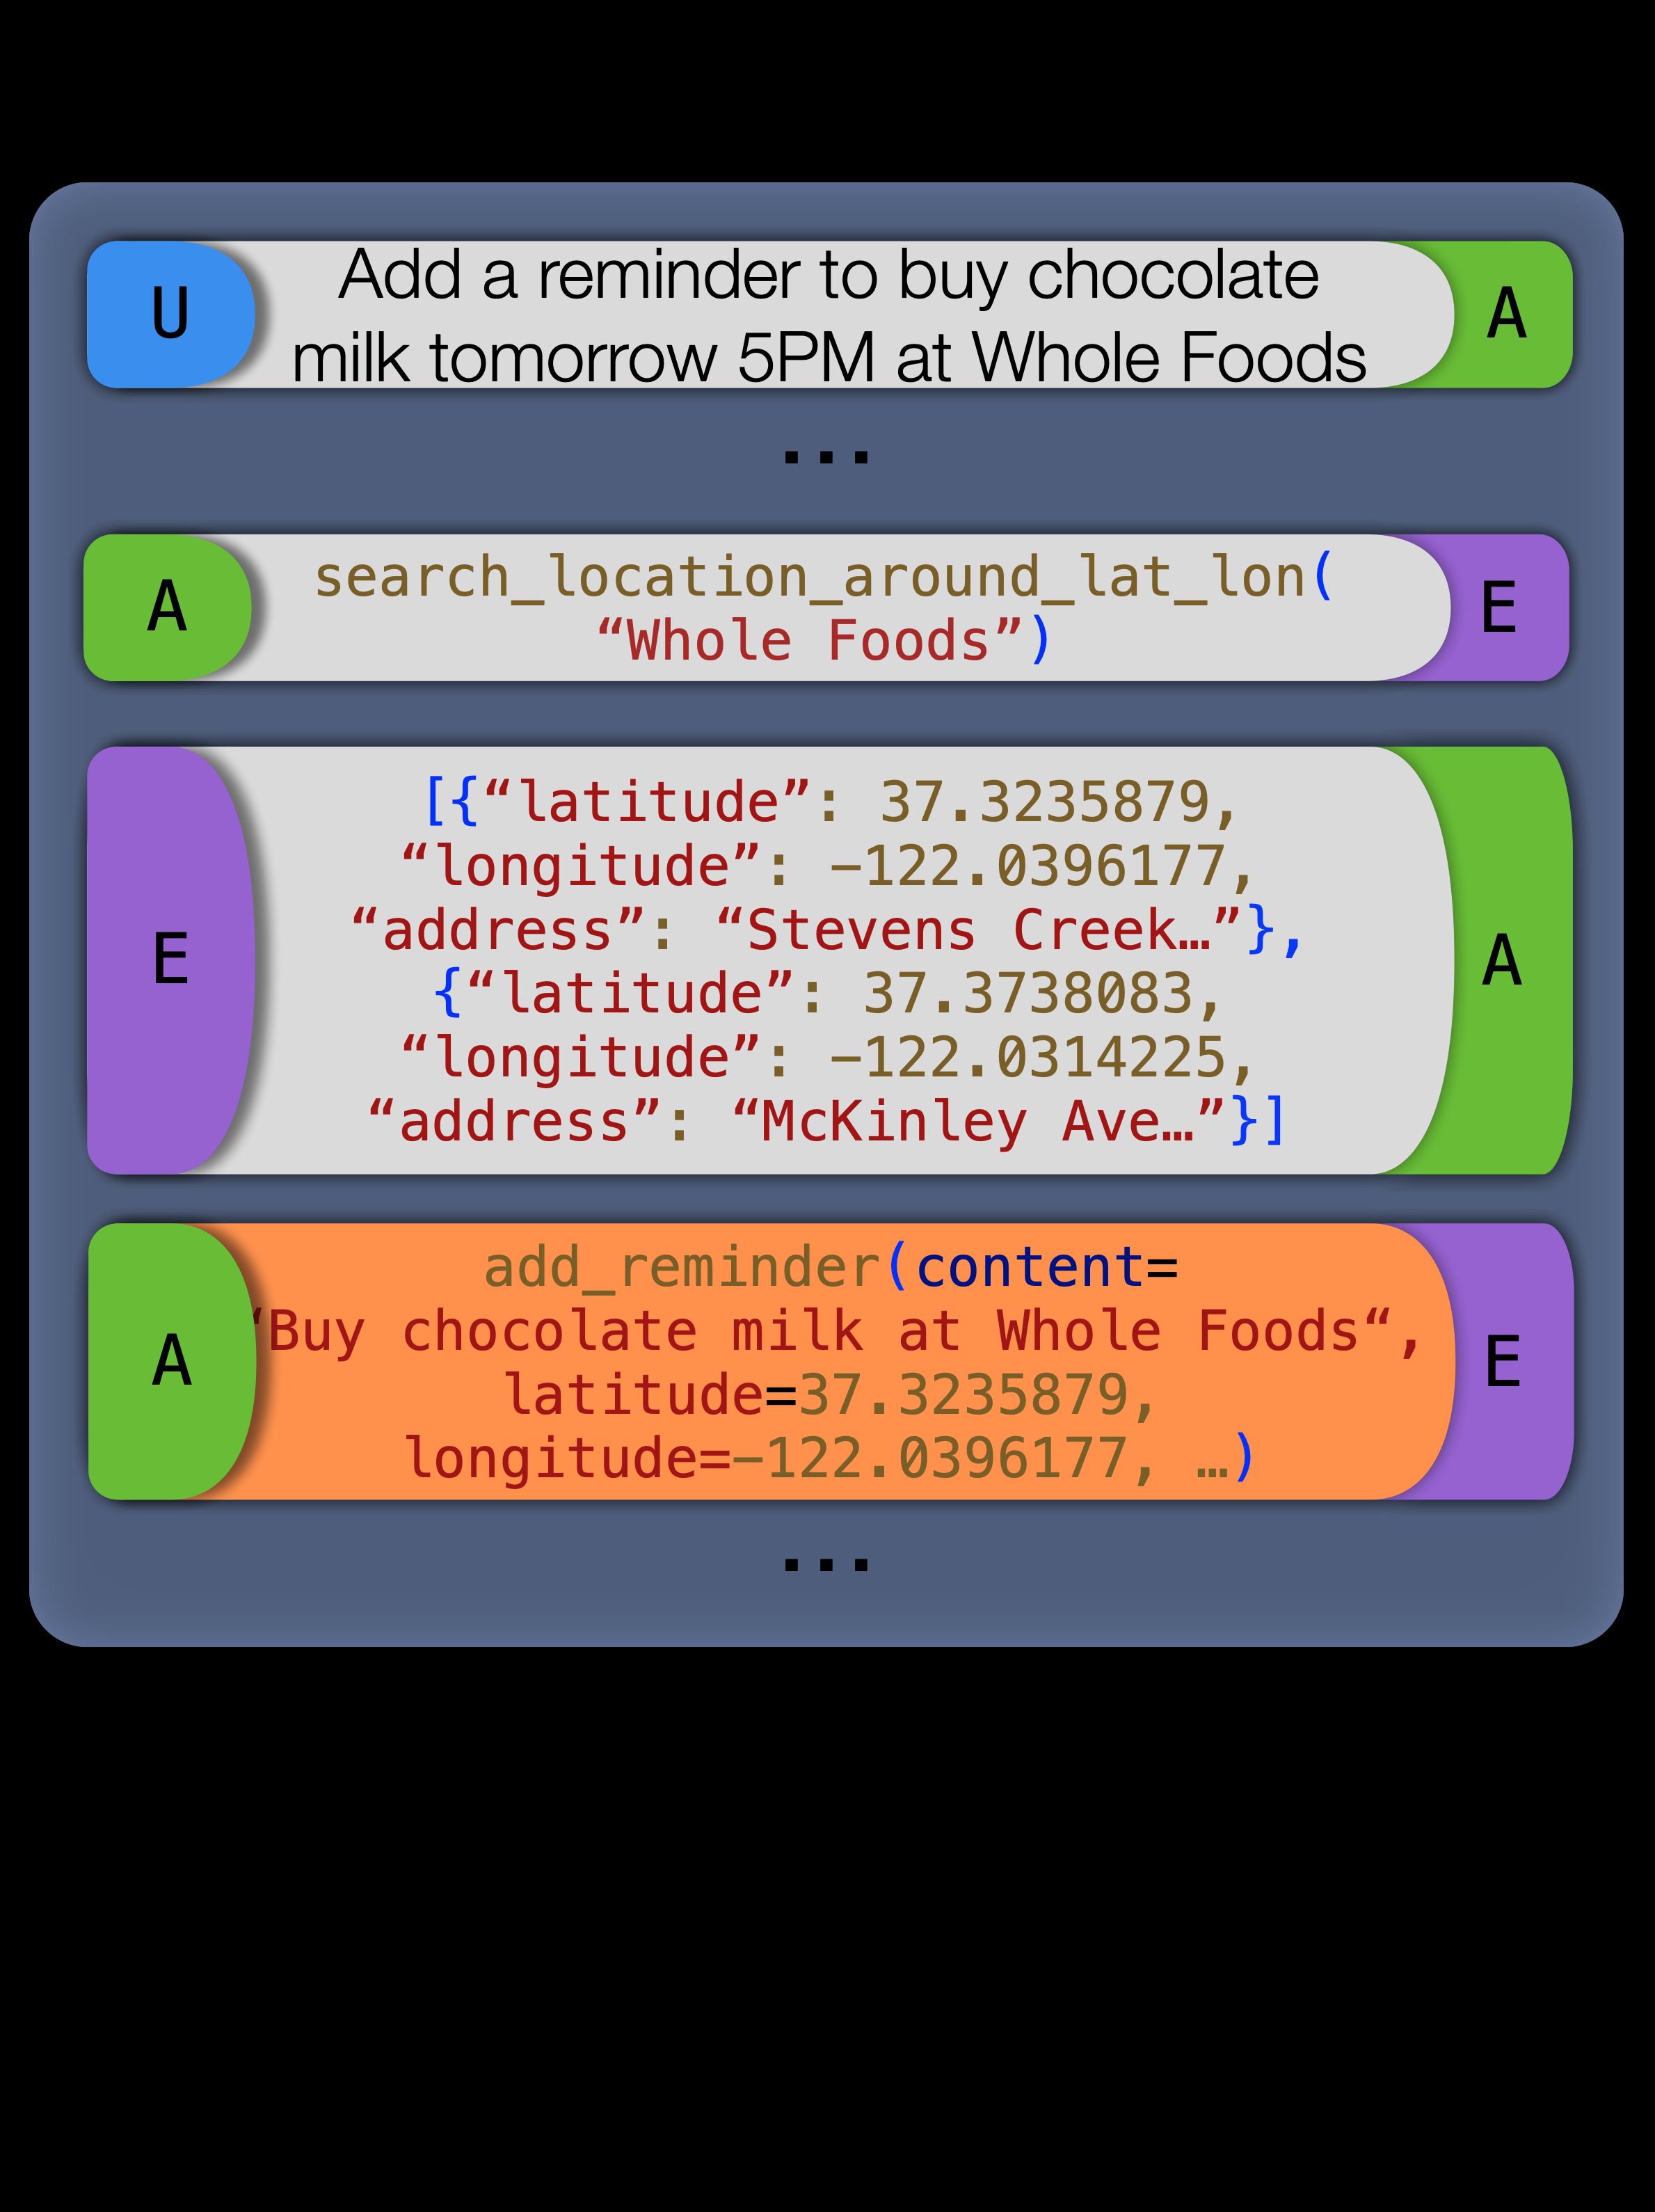 U
Add a reminder to buy chocolate
milk tomorrow 5PM at Whole Foods
A
...
A
search_location_around_lat_lon(
“Whole Foods”)
E
E
[{“latitude”: 37.3235879,
“longitude”: −122.0396177,
“address”: “Stevens Creek…”},
{“latitude”: 37.3738083,
“longitude”: −122.0314225,
“address”: “McKinley Ave…”}]
A
A
add_reminder(content=
“Buy chocolate milk at Whole Foods“,
latitude=37.3235879,
longitude=−122.0396177, …)
E
...